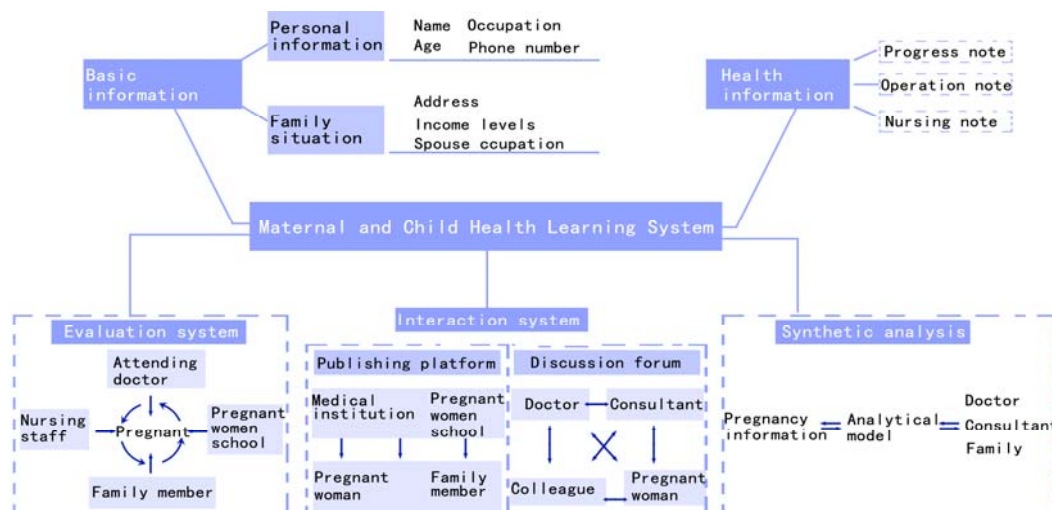 Personal information
Name Occupation
Age Phone number
Basic information
Family situation
Address
Income levels
Spouse ccupation
Health information
Progress note
Operation note
Nursing note
Maternal and Child Health Learning System
Evaluation system
Attending doctor
Nursing staff
Pregnant
Pregnant women school
Family member
Interaction system
Publishing platform
Medical institution
Pregnant women school
Pregnant woman
Family member
Discussion forum
Doctor
Consultant
Colleague
Pregnant woman
Synthetic analysis
Pregnancy information
Analytical model
Doctor
Consultant
Family